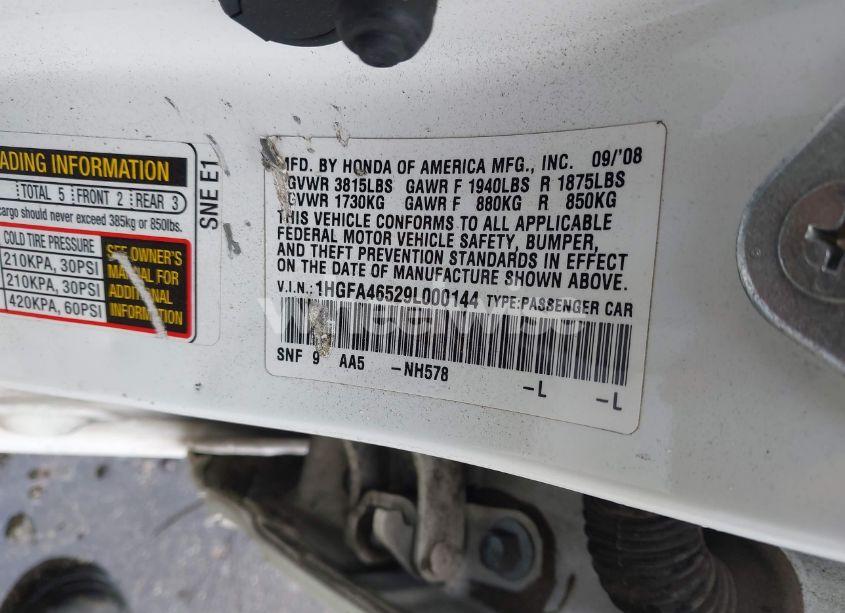 ADING INFORMATION
TOTAL 5 FRONT 2 REAR 3
cargo should never exceed 385kg or 850lbs.
COLD TIRE PRESSURE
210KPA, 30PSI
210KPA, 30PSI
420KPA, 60PSI
SEE OWNER'S
MANUAL FOR
ADDITIONAL
INFORMATION
SNE E1
MFD. BY HONDA OF AMERICA MFG., INC. 09/'08
GVWR 3815LBS GAWR F 1940LBS R 1875LBS
GVWR 1730KG GAWR F 880KG R 850KG
THIS VEHICLE CONFORMS TO ALL APPLICABLE
FEDERAL MOTOR VEHICLE SAFETY, BUMPER,
AND THEFT PREVENTION STANDARDS IN EFFECT
ON THE DATE OF MANUFACTURE SHOWN ABOVE.
V.I.N.: 1HGFA46529L000144 TYPE:PASSENGER CAR
SNF 9 AA5 -NH578
-L -L